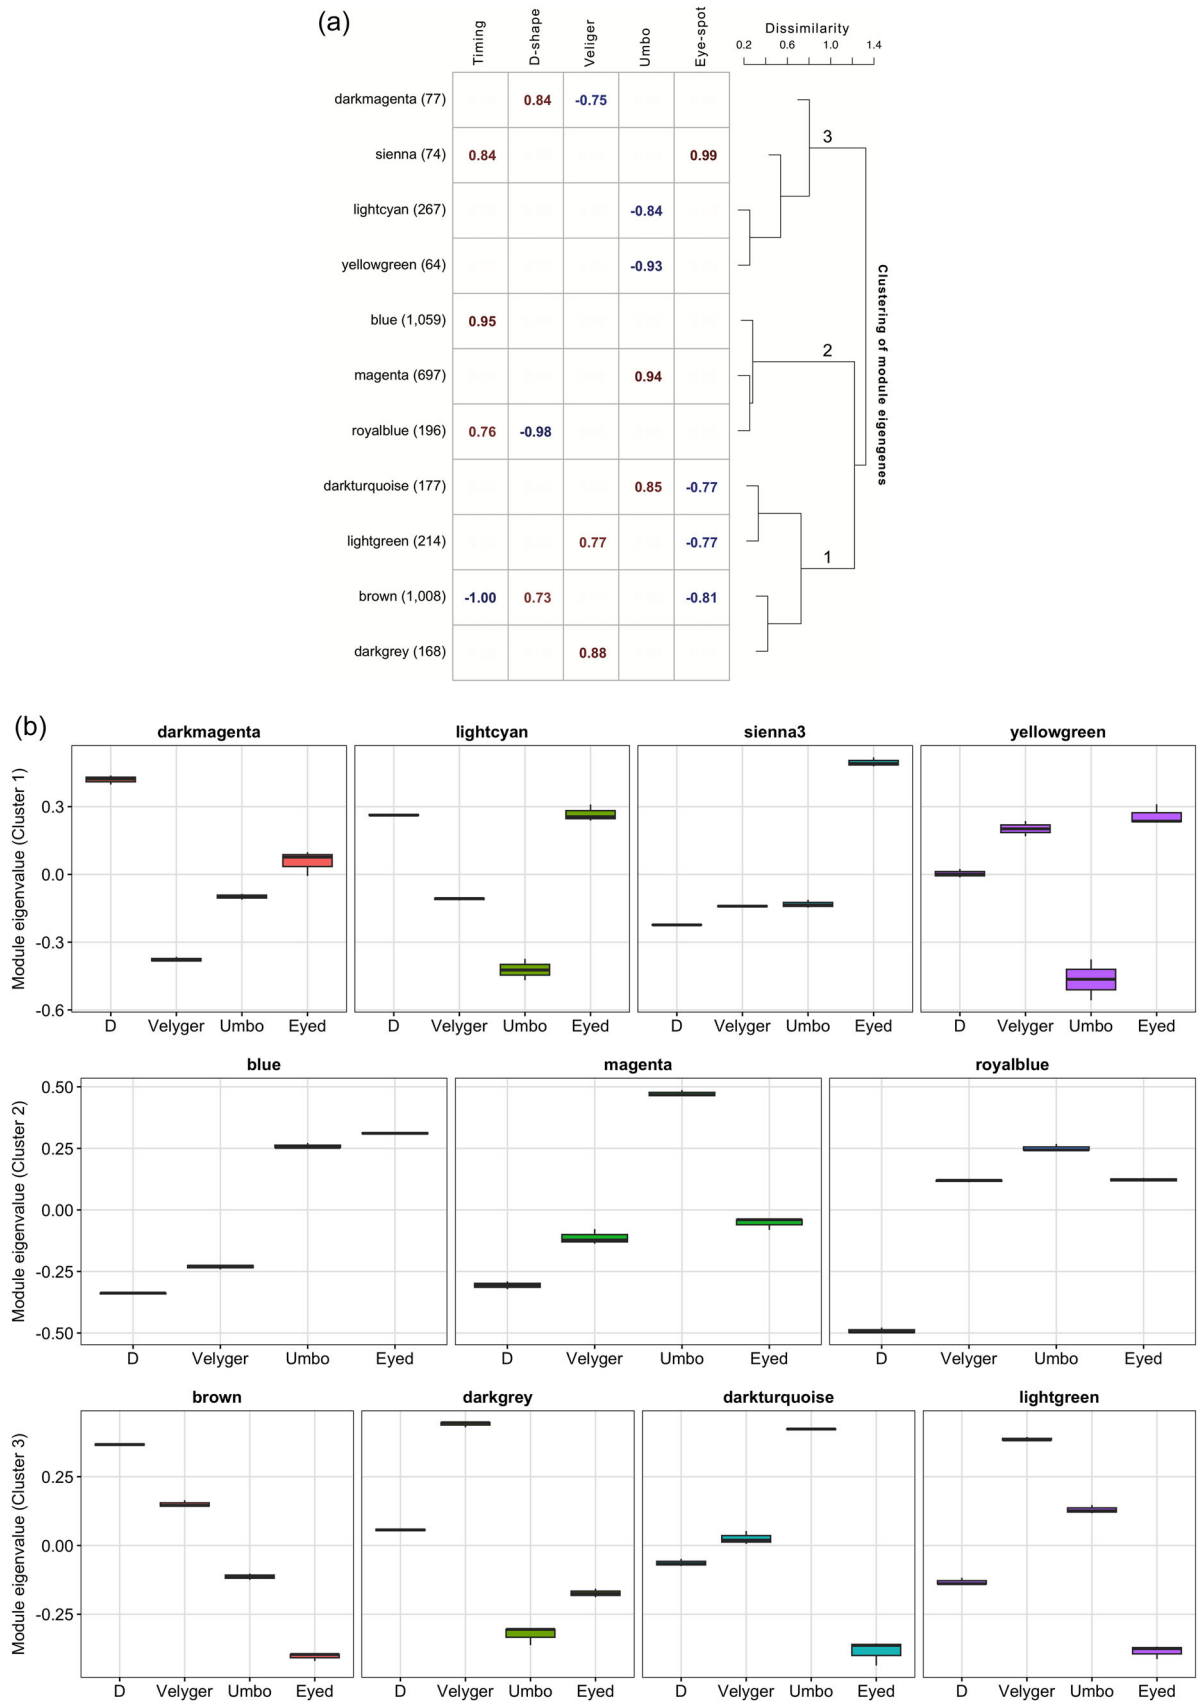 (a)
Timing D-shape Veliger Umbo Eye-spot
Dissimilarity
0.2 0.6 1.0 1.4
darkmagenta (77) 0.84 -0.75
3
sienna (74) 0.84 0.99
lightcyan (267) -0.84
yellowgreen (64) -0.93
blue (1,059) 0.95
2
magenta (697) 0.94
royalblue (196) 0.76 -0.98
darkturquoise (177) 0.85 -0.77
lightgreen (214) 0.77 -0.77
1
brown (1,008) -1.00 0.73 -0.81
darkgrey (168) 0.88
Clustering of module eigengenes
(b)
darkmagenta lightcyan sienna3 yellowgreen
Module eigenvalue (Cluster 1)
0.3
0.0
-0.3
-0.6
D Velyger Umbo Eyed D Velyger Umbo Eyed D Velyger Umbo Eyed D Velyger Umbo Eyed
blue magenta royalblue
Module eigenvalue (Cluster 2)
0.50
0.25
0.00
-0.25
-0.50
D Velyger Umbo Eyed D Velyger Umbo Eyed D Velyger Umbo Eyed
brown darkgrey darkturquoise lightgreen
Module eigenvalue (Cluster 3)
0.25
0.00
-0.25
D Velyger Umbo Eyed D Velyger Umbo Eyed D Velyger Umbo Eyed D Velyger Umbo Eyed